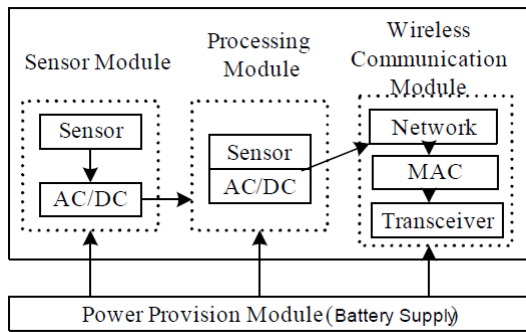 Sensor Module
Processing
Module
Wireless
Communication
Module
Sensor
AC/DC
Sensor
AC/DC
Network
MAC
Transceiver
Power Provision Module(Battery Supply)